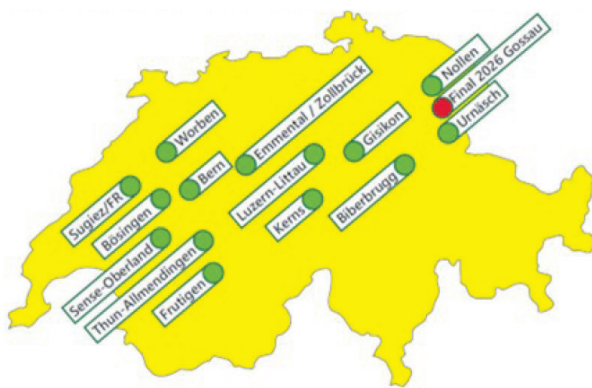 Nollen
Final 2026 Gossau
Urnäsch
Worben
Emmental / Zollbrück
Gisikon
Bern
Luzern-Littau
Biberbrugg
Sugiez/FR
Bösingen
Kerns
Sense-Oberland
Thun-Allmendingen
Frutigen